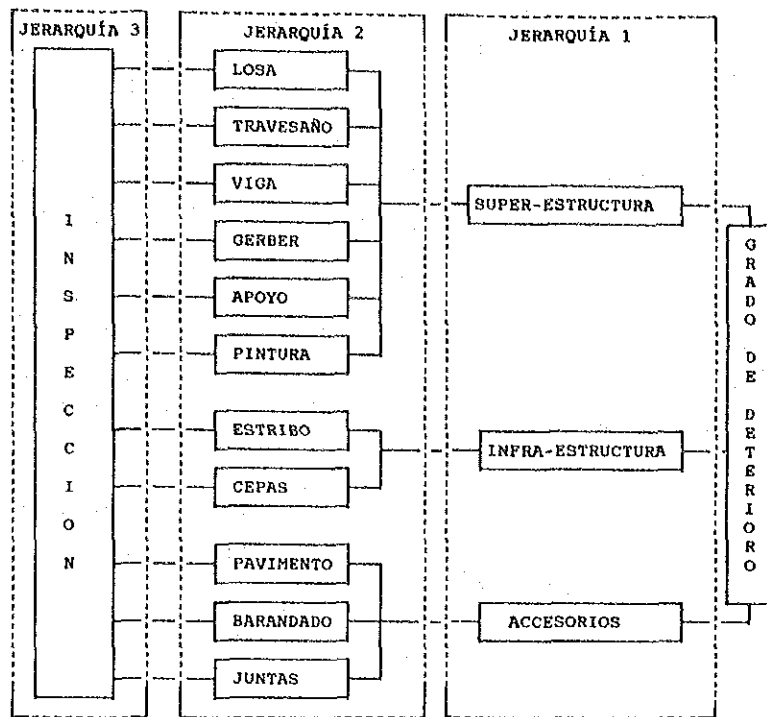 JERARQUÍA 3
INSPECCION
JERARQUÍA 2
LOSA
TRAVESAÑO
VIGA
GERBER
APOYO
PINTURA
ESTRIBO
CEPAS
PAVIMENTO
BARANDADO
JUNTAS
JERARQUÍA 1
SUPER-ESTRUCTURA
INFRA-ESTRUCTURA
ACCESORIOS
GRADO DE DETERIORO